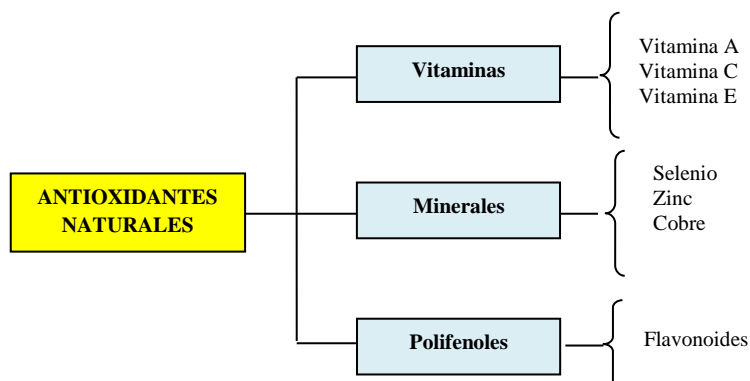 Vitaminas
Vitamina A
Vitamina C
Vitamina E
ANTIOXIDANTES
NATURALES
Minerales
Selenio
Zinc
Cobre
Polifenoles
Flavonoides